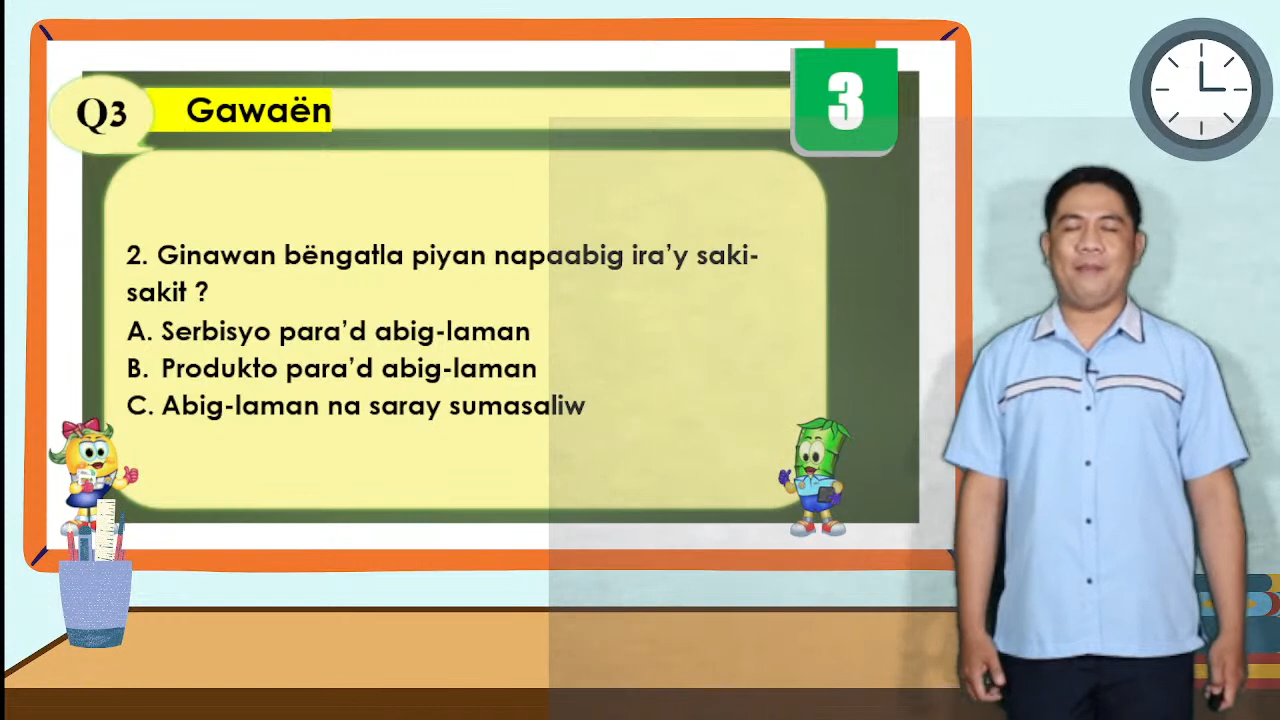 Q3
Gawaën
3
2. Ginawan bëngatla piyan napaabig ira’y saki-
sakit ?
A. Serbisyo para’d abig-laman
B. Produkto para’d abig-laman
C. Abig-laman na saray sumasaliw